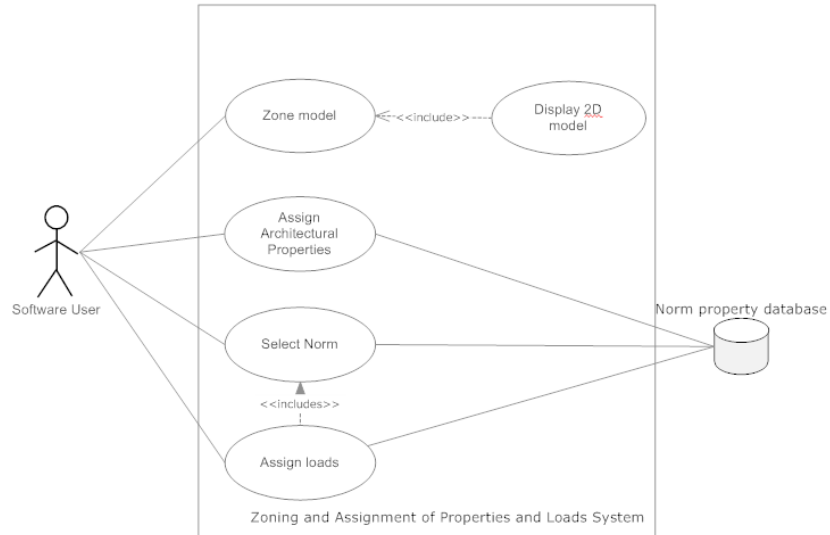 Zone model
<<include>>
Display 2D
model
Assign
Architectural
Properties
Software User
Norm property database
Select Norm
<<includes>>
Assign loads
Zoning and Assignment of Properties and Loads System